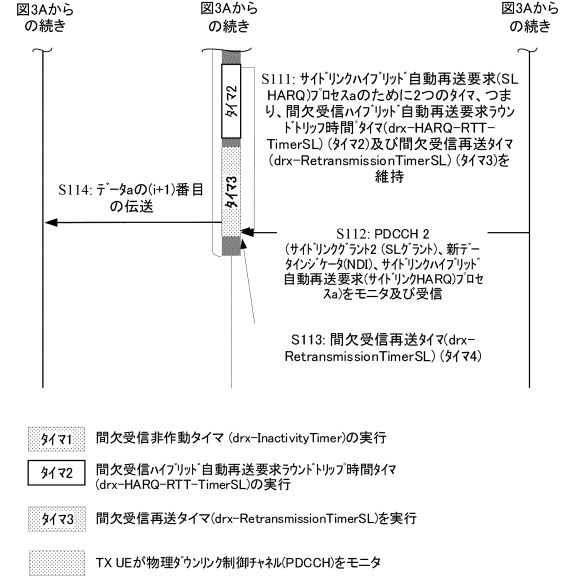 図3Aから
の続き
図3Aから
の続き
図3Aから
の続き
タイマ2
S111: サイドリンクハイブリッド自動再送要求(SL
HARQ)プロセスaのために2つのタイマ、つま
り、間欠受信ハイブリッド自動再送要求ラウン
ドトリップ時間タイマ(drx-HARQ-RTT-
TimerSL) (タイマ2)及び間欠受信再送タイマ
(drx-RetransmissionTimerSL) (タイマ3)を
維持
タイマ3
S114: データaの(i+1)番目
の伝送
S112: PDCCH 2
(サイドリンクグラント2 (SLグラント)、新デー
タインジケータ(NDI)、サイドリンクハイブリッド
自動再送要求(サイドリンクHARQ)プロセ
スa)をモニタ及び受信
S113: 間欠受信再送タイマ(drx-
RetransmissionTimerSL) (タイマ4)
タイマ1 間欠受信非作動タイマ (drx-InactivityTimer)の実行
タイマ2 間欠受信ハイブリッド自動再送要求ラウンドトリップ時間タイマ
(drx-HARQ-RTT-TimerSL)の実行
タイマ3 間欠受信再送タイマ(drx-RetransmissionTimerSL)を実行
TX UEが物理ダウンリンク制御チャネル(PDCCH)をモニタ